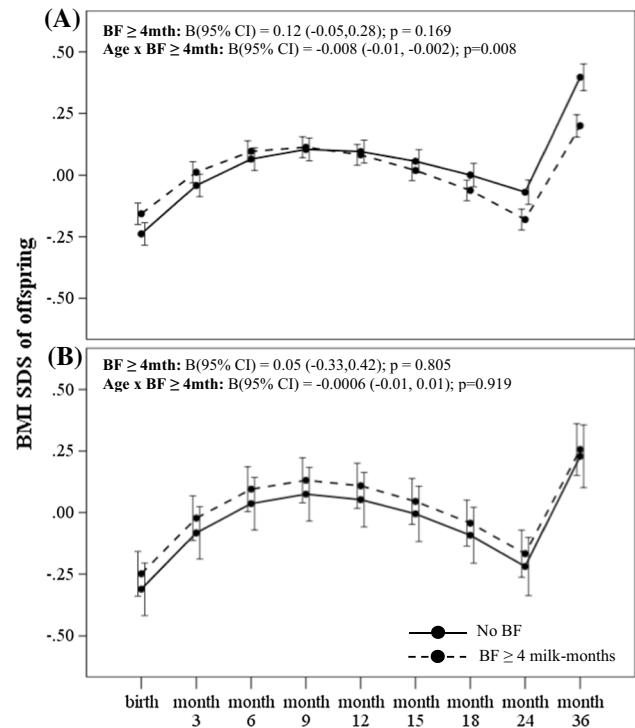 (A)
BF ≥ 4mth: B(95% CI) = 0.12 (-0.05,0.28); p = 0.169
Age x BF ≥ 4mth: B(95% CI) = -0.008 (-0.01, -0.002); p=0.008
.50
.25
.00
-.25
-.50
BMI SDS of offspring
(B)
BF ≥ 4mth: B(95% CI) = 0.05 (-0.33,0.42); p = 0.805
Age x BF ≥ 4mth: B(95% CI) = -0.0006 (-0.01, 0.01); p=0.919
.50
.25
.00
-.25
-.50
No BF
BF ≥ 4 milk-months
birth month month month month month month month month
3 6 9 12 15 18 24 36